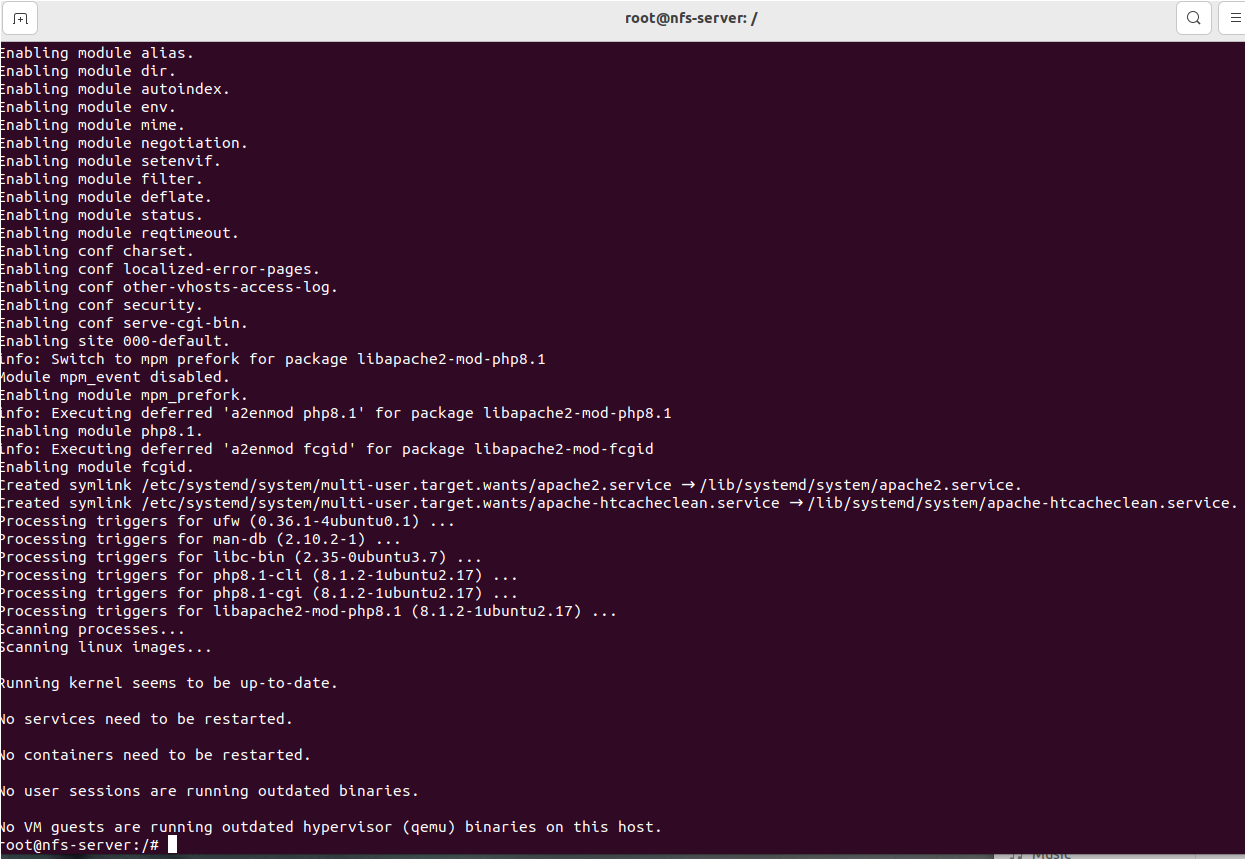 root@nfs-server: /
Enabling module alias.
Enabling module dir.
Enabling module autoindex.
Enabling module env.
Enabling module mime.
Enabling module negotiation.
Enabling module setenvif.
Enabling module filter.
Enabling module deflate.
Enabling module status.
Enabling module reqtimeout.
Enabling conf charset.
Enabling conf localized-error-pages.
Enabling conf other-vhosts-access-log.
Enabling conf security.
Enabling conf serve-cgi-bin.
Enabling site 000-default.
info: Switch to mpm prefork for package libapache2-mod-php8.1
Module mpm_event disabled.
Enabling module mpm_prefork.
info: Executing deferred 'a2enmod php8.1' for package libapache2-mod-php8.1
Enabling module php8.1.
info: Executing deferred 'a2enmod fcgid' for package libapache2-mod-fcgid
Enabling module fcgid.
Created symlink /etc/systemd/system/multi-user.target.wants/apache2.service → /lib/systemd/system/apache2.service.
Created symlink /etc/systemd/system/multi-user.target.wants/apache-htcacheclean.service → /lib/systemd/system/apache-htcacheclean.service.
Processing triggers for ufw (0.36.1-4ubuntu0.1) ...
Processing triggers for man-db (2.10.2-1) ...
Processing triggers for libc-bin (2.35-0ubuntu3.7) ...
Processing triggers for php8.1-cli (8.1.2-1ubuntu2.17) ...
Processing triggers for php8.1-cgi (8.1.2-1ubuntu2.17) ...
Processing triggers for libapache2-mod-php8.1 (8.1.2-1ubuntu2.17) ...
Scanning processes...
Scanning linux images...
Running kernel seems to be up-to-date.
No services need to be restarted.
No containers need to be restarted.
No user sessions are running outdated binaries.
No VM guests are running outdated hypervisor (qemu) binaries on this host.
root@nfs-server:/#
Music